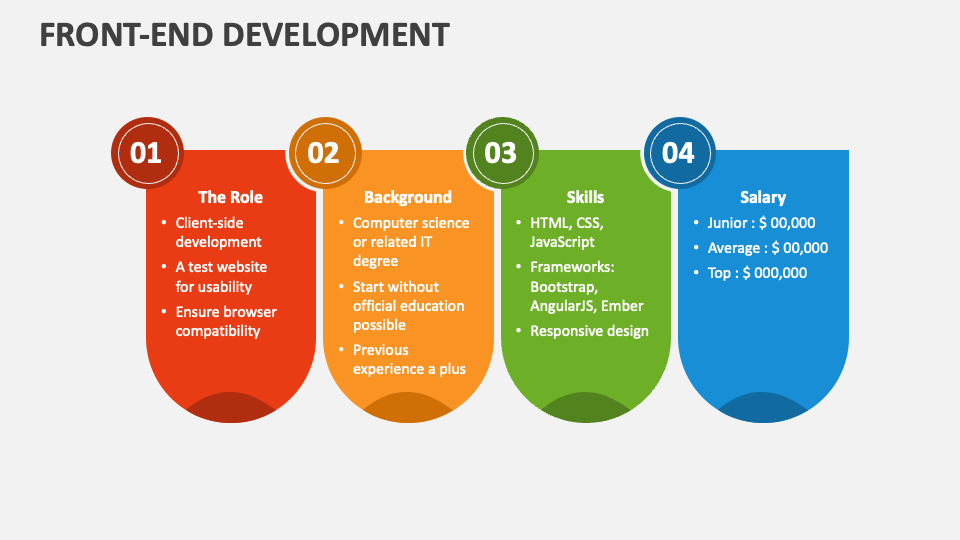 FRONT-END DEVELOPMENT
01
The Role
• Client-side
development
• A test website
for usability
• Ensure browser
compatibility
02
Background
• Computer science
or related IT
degree
• Start without
official education
possible
• Previous
experience a plus
03
Skills
• HTML, CSS,
JavaScript
• Frameworks:
Bootstrap,
AngularJS, Ember
• Responsive design
04
Salary
• Junior : $ 00,000
• Average : $ 00,000
• Top : $ 000,000